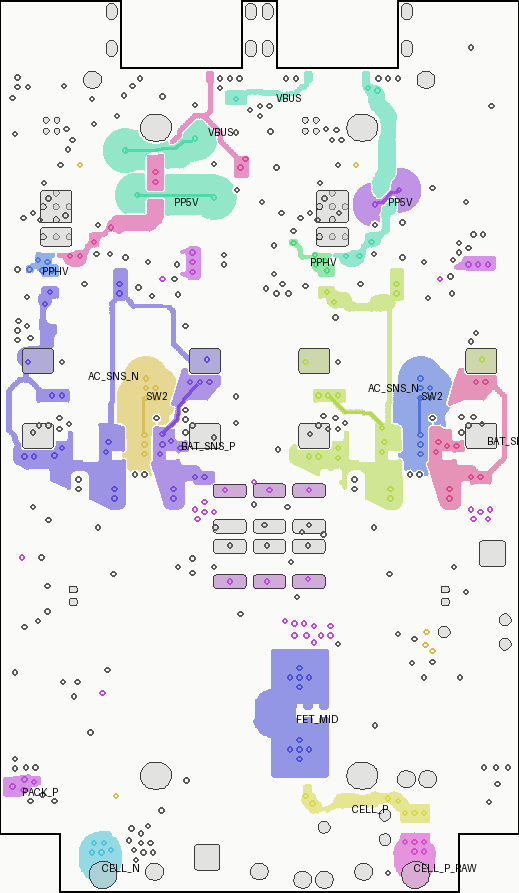 VBUS
VBUS
PP5V
PP5V
PPHV
PPHV
AC_SNS_N
AC_SNS_N
SW2
SW2
BAT_SNS_P
FET_MID
PACK_P
CELL_P
CELL_N
CELL_P_RAW